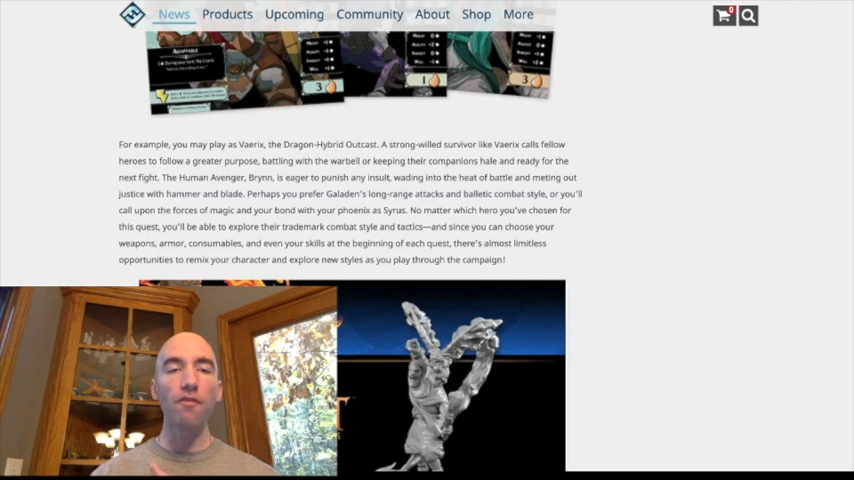 News Products Upcoming Community About Shop More
0
ADAPTABLE
3
1
3
For example, you may play as Vaerix, the Dragon-Hybrid Outcast. A strong-willed survivor like Vaerix calls fellow
heroes to follow a greater purpose, battling with the warbell or keeping their companions hale and ready for the
next fight. The Human Avenger, Brynn, is eager to punish any insult, wading into the heat of battle and meting out
justice with hammer and blade. Perhaps you prefer Galaden's long-range attacks and balletic combat style, or you'll
call upon the forces of magic and your bond with your phoenix as Syrus. No matter which hero you've chosen for
this quest, you'll be able to explore their trademark combat style and tactics—and since you can choose your
weapons, armor, consumables, and even your skills at the beginning of each quest, there's almost limitless
opportunities to remix your character and explore new styles as you play through the campaign!